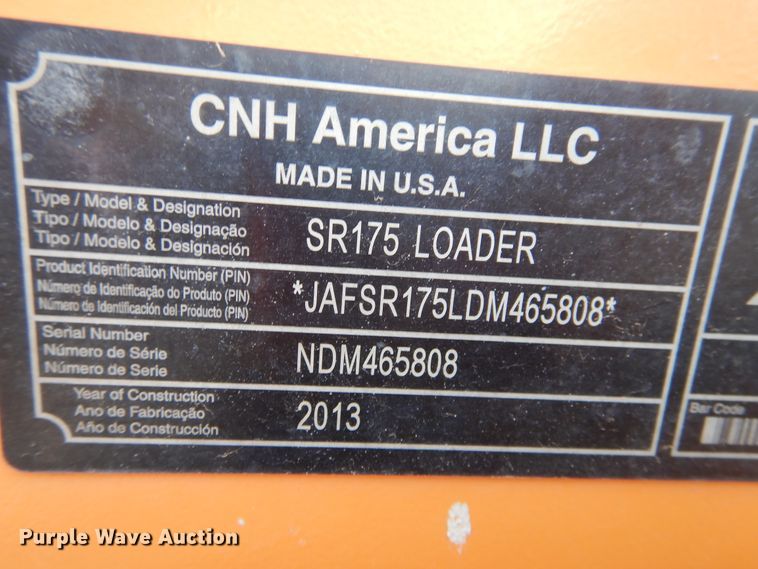 CNH America LLC
MADE IN U.S.A.
Type / Model & Designation
Tipo / Modelo & Designação
Tipo / Modelo & Designación
SR175 LOADER
Product Identification Number (PIN)
Número de Identificação do Produto (PIN)
Número de Identificación del Producto (PIN)
*JAFSR175LDM465808*
Serial Number
Número de Série
Número de Serie
NDM465808
Year of Construction
Ano de Fabricação
Año de Construcción
2013
Bar Code
Purple Wave Auction